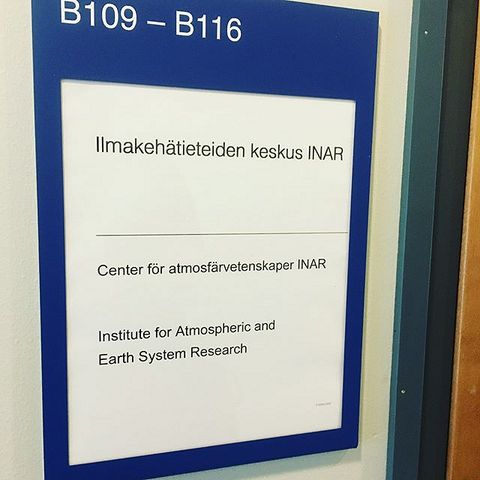 B109 – B116
Ilmakehätieteiden keskus INAR
Center för atmosfärvetenskaper INAR
Institute for Atmospheric and
Earth System Research